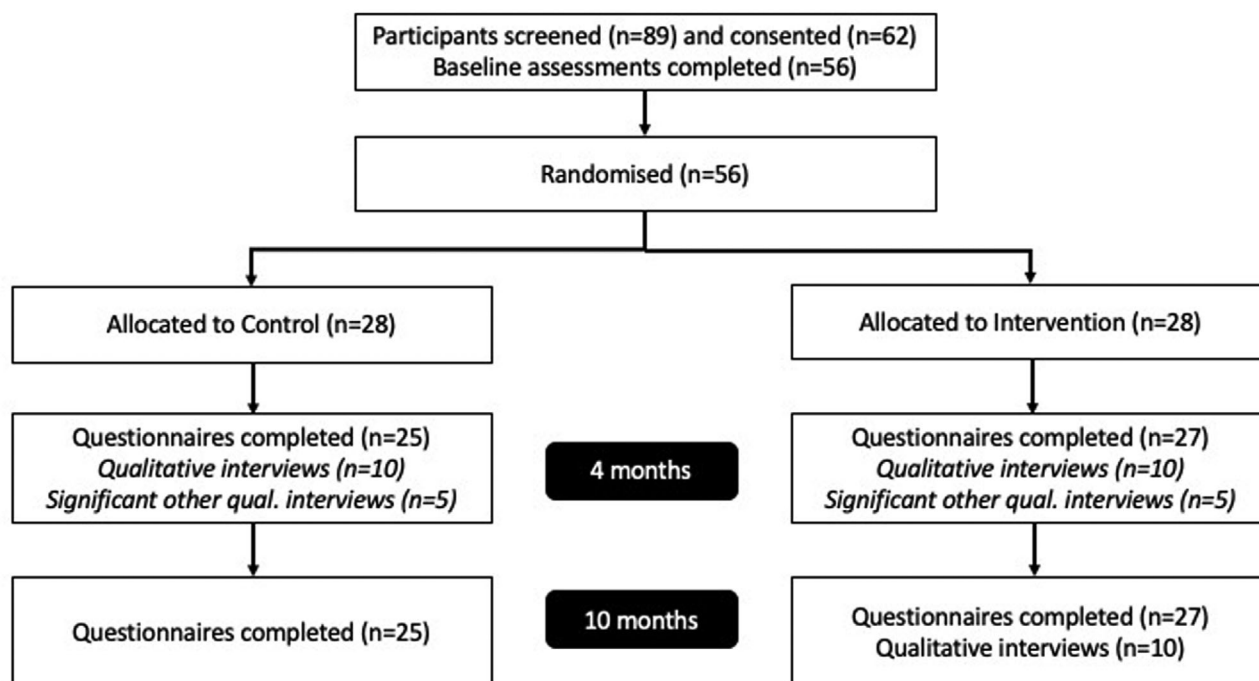 Participants screened (n=89) and consented (n=62)
Baseline assessments completed (n=56)
Randomised (n=56)
Allocated to Control (n=28)
Allocated to Intervention (n=28)
Questionnaires completed (n=25)
Qualitative interviews (n=10)
Significant other qual. interviews (n=5)
4 months
Questionnaires completed (n=27)
Qualitative interviews (n=10)
Significant other qual. interviews (n=5)
Questionnaires completed (n=25)
10 months
Questionnaires completed (n=27)
Qualitative interviews (n=10)